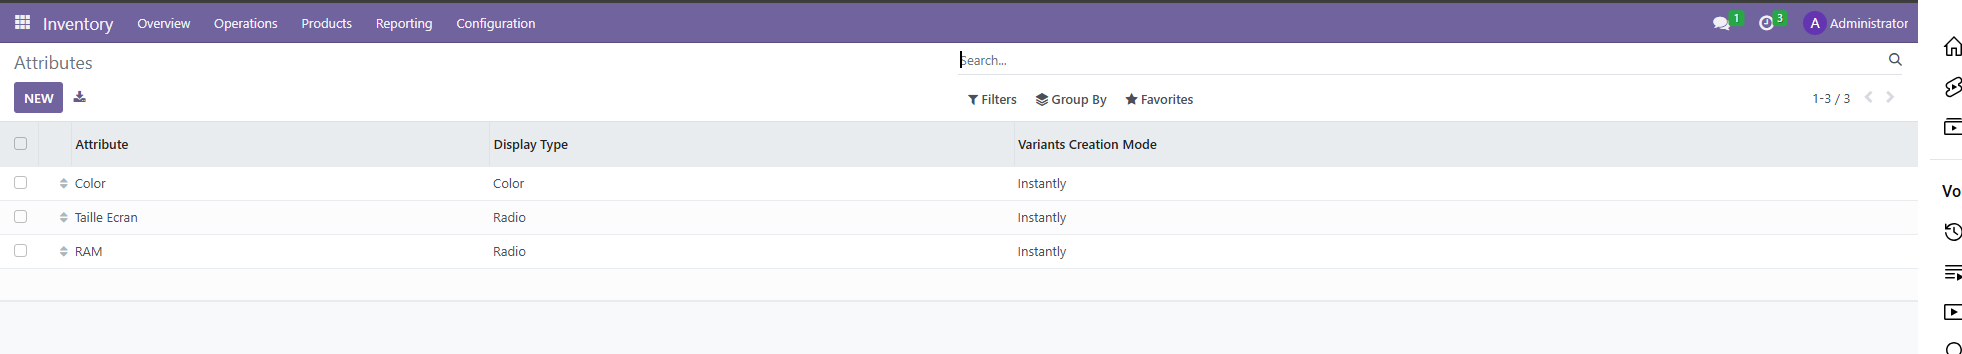 Inventory Overview Operations Products Reporting Configuration 1 3 A Administrator
Attributes Search...
NEW Filters Group By Favorites 1-3 / 3
Attribute Display Type Variants Creation Mode
Color Color Instantly
Taille Ecran Radio Instantly
RAM Radio Instantly
Vo